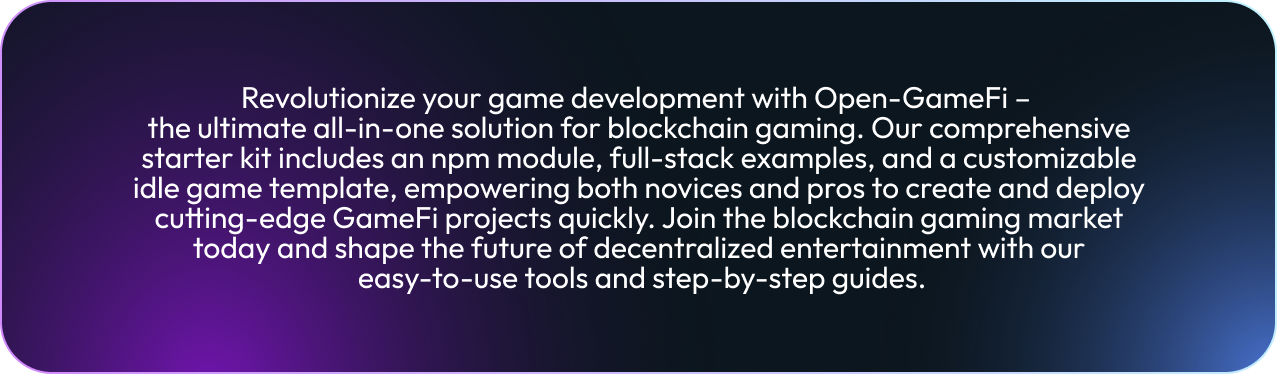 Revolutionize your game development with Open-GameFi –
the ultimate all-in-one solution for blockchain gaming. Our comprehensive
starter kit includes an npm module, full-stack examples, and a customizable
idle game template, empowering both novices and pros to create and deploy
cutting-edge GameFi projects quickly. Join the blockchain gaming market
today and shape the future of decentralized entertainment with our
easy-to-use tools and step-by-step guides.